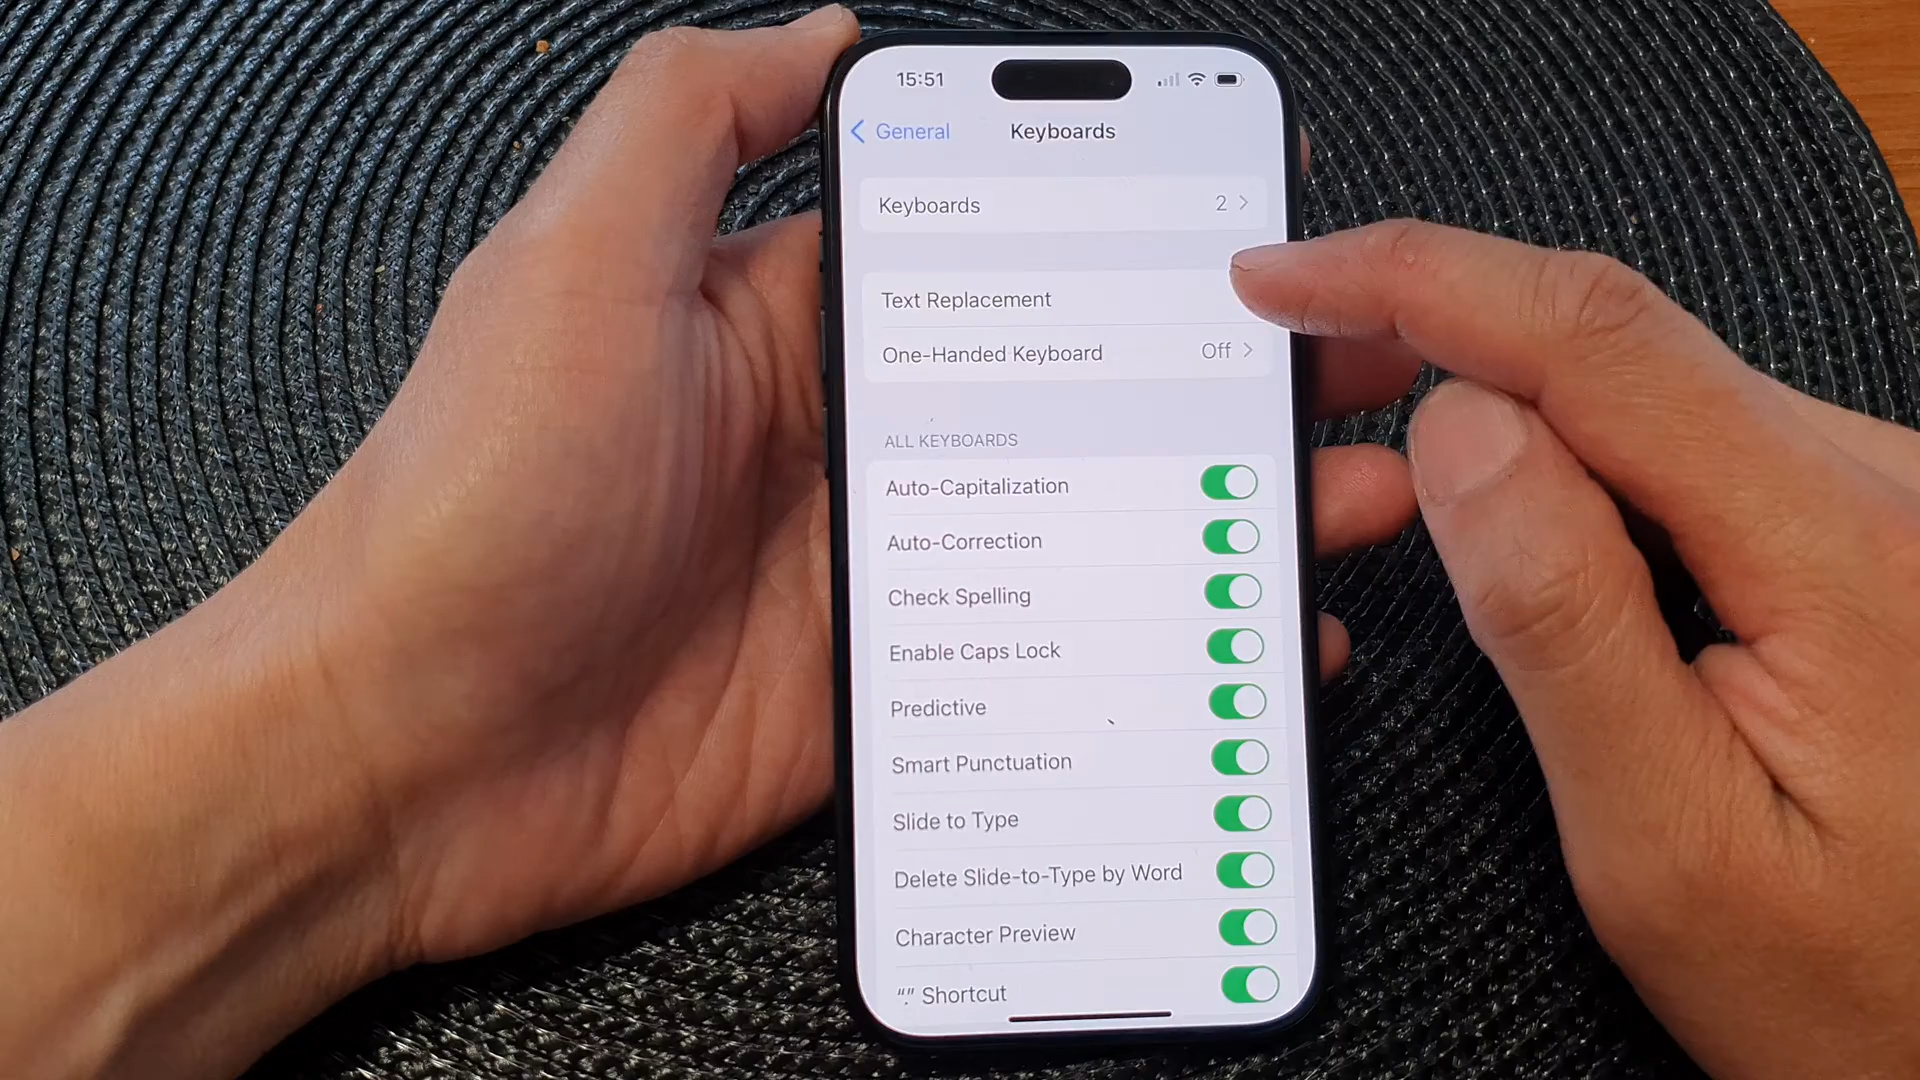 15:51
General
Keyboards
Keyboards 2
Text Replacement
One-Handed Keyboard Off
ALL KEYBOARDS
Auto-Capitalization
Auto-Correction
Check Spelling
Enable Caps Lock
Predictive
Smart Punctuation
Slide to Type
Delete Slide-to-Type by Word
Character Preview
“.” Shortcut